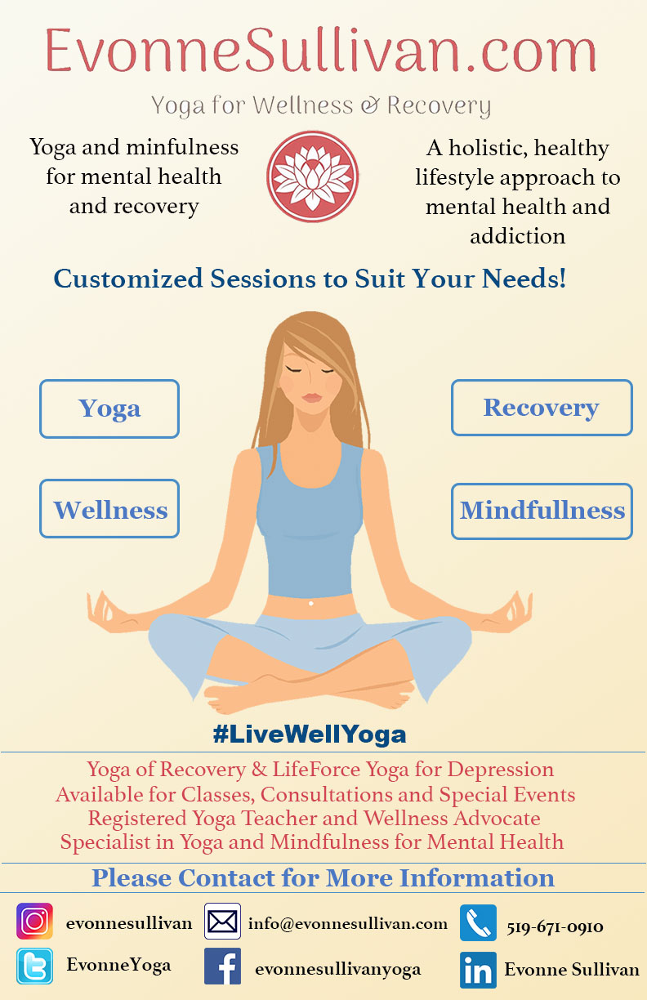 EvonneSullivan.com
Yoga for Wellness & Recovery
Yoga and minfulness
for mental health
and recovery
A holistic, healthy
lifestyle approach to
mental health and
addiction
Customized Sessions to Suit Your Needs!
Yoga
Recovery
Wellness
Mindfullness
#LiveWellYoga
Yoga of Recovery & LifeForce Yoga for Depression
Available for Classes, Consultations and Special Events
Registered Yoga Teacher and Wellness Advocate
Specialist in Yoga and Mindfulness for Mental Health
Please Contact for More Information
evonnesullivan
info@evonnesullivan.com
519-671-0910
EvonneYoga
evonnesullivanyoga
Evonne Sullivan